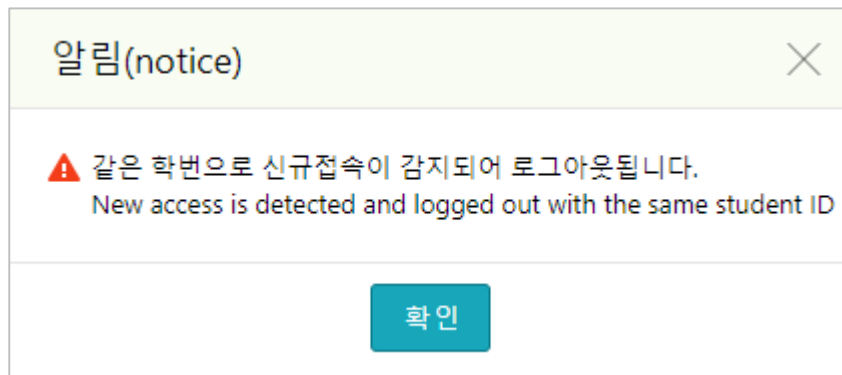 알림(notice)
같은 학번으로 신규접속이 감지되어 로그아웃됩니다.
New access is detected and logged out with the same student ID
확인